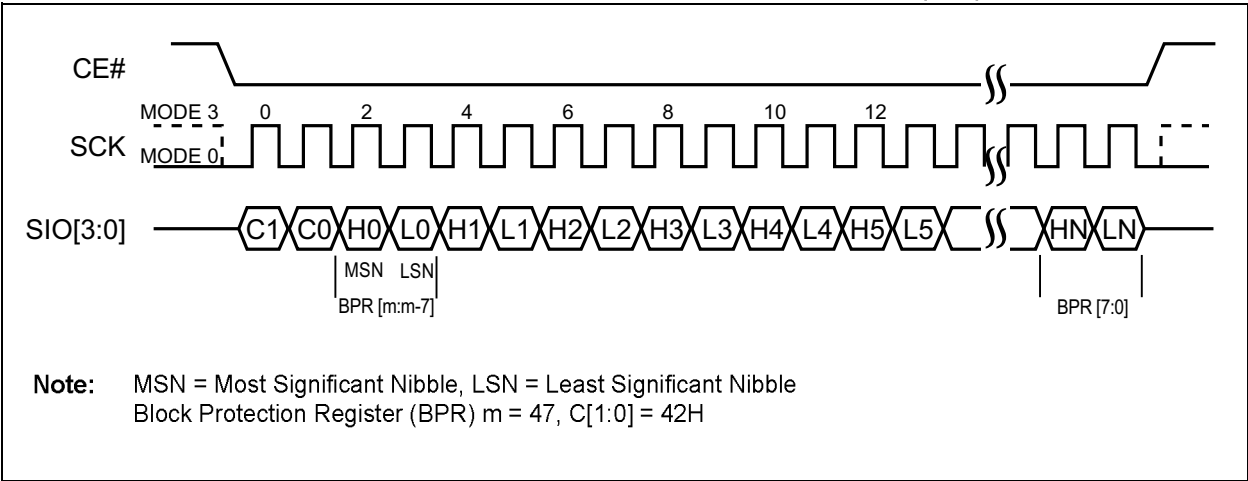 CE#
MODE 3 0 2 4 6 8 10 12
SCK
MODE 0
SIO[3:0] C1 C0 H0 L0 H1 L1 H2 L2 H3 L3 H4 L4 H5 L5 HN LN
MSN LSN
BPR [m:m-7] BPR [7:0]
Note: MSN = Most Significant Nibble, LSN = Least Significant Nibble
Block Protection Register (BPR) m = 47, C[1:0] = 42H